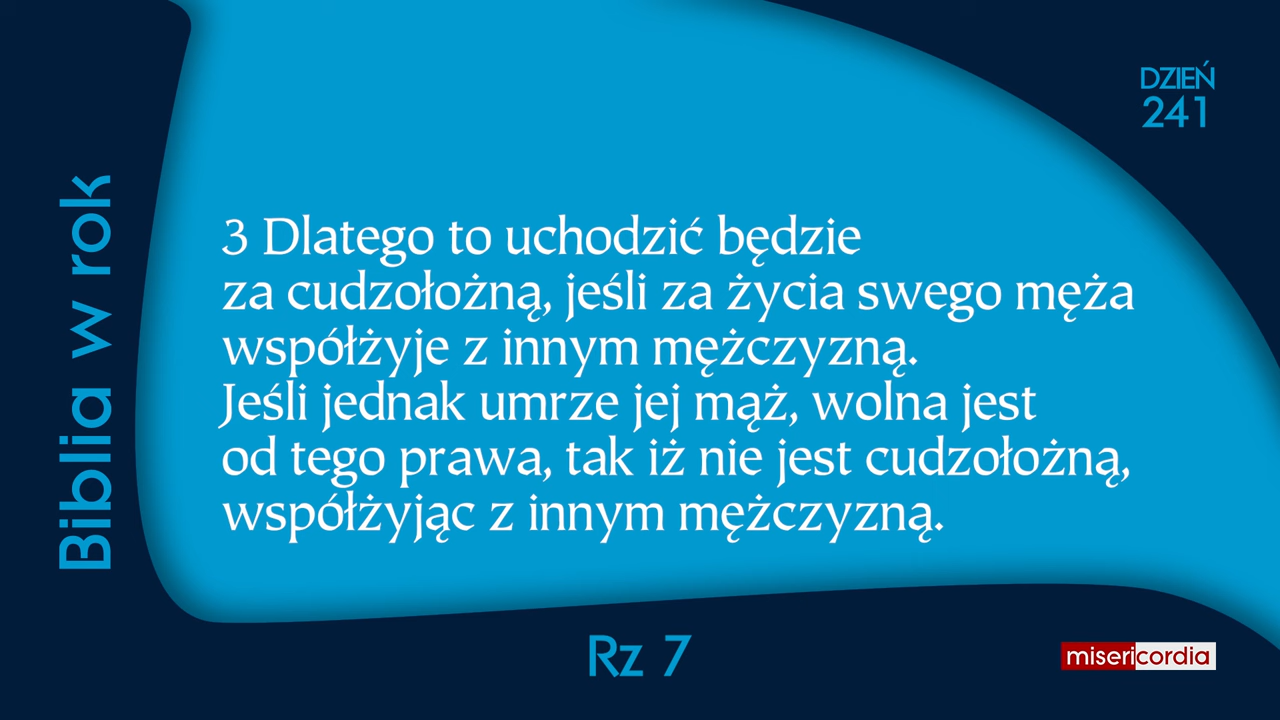 DZIEŃ
241
Biblia w rok
3 Dlatego to uchodzić będzie
za cudzołożną, jeśli za życia swego męża
współżyje z innym mężczyzną.
Jeśli jednak umrze jej mąż, wolna jest
od tego prawa, tak iż nie jest cudzołożną,
współżyjąc z innym mężczyzną.
Rz 7
misericordia